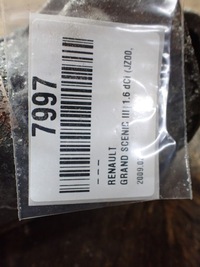 7997
- - -
RENAULT
GRAND SCENIC III 1.6 dCi (JZ00,
2009.0